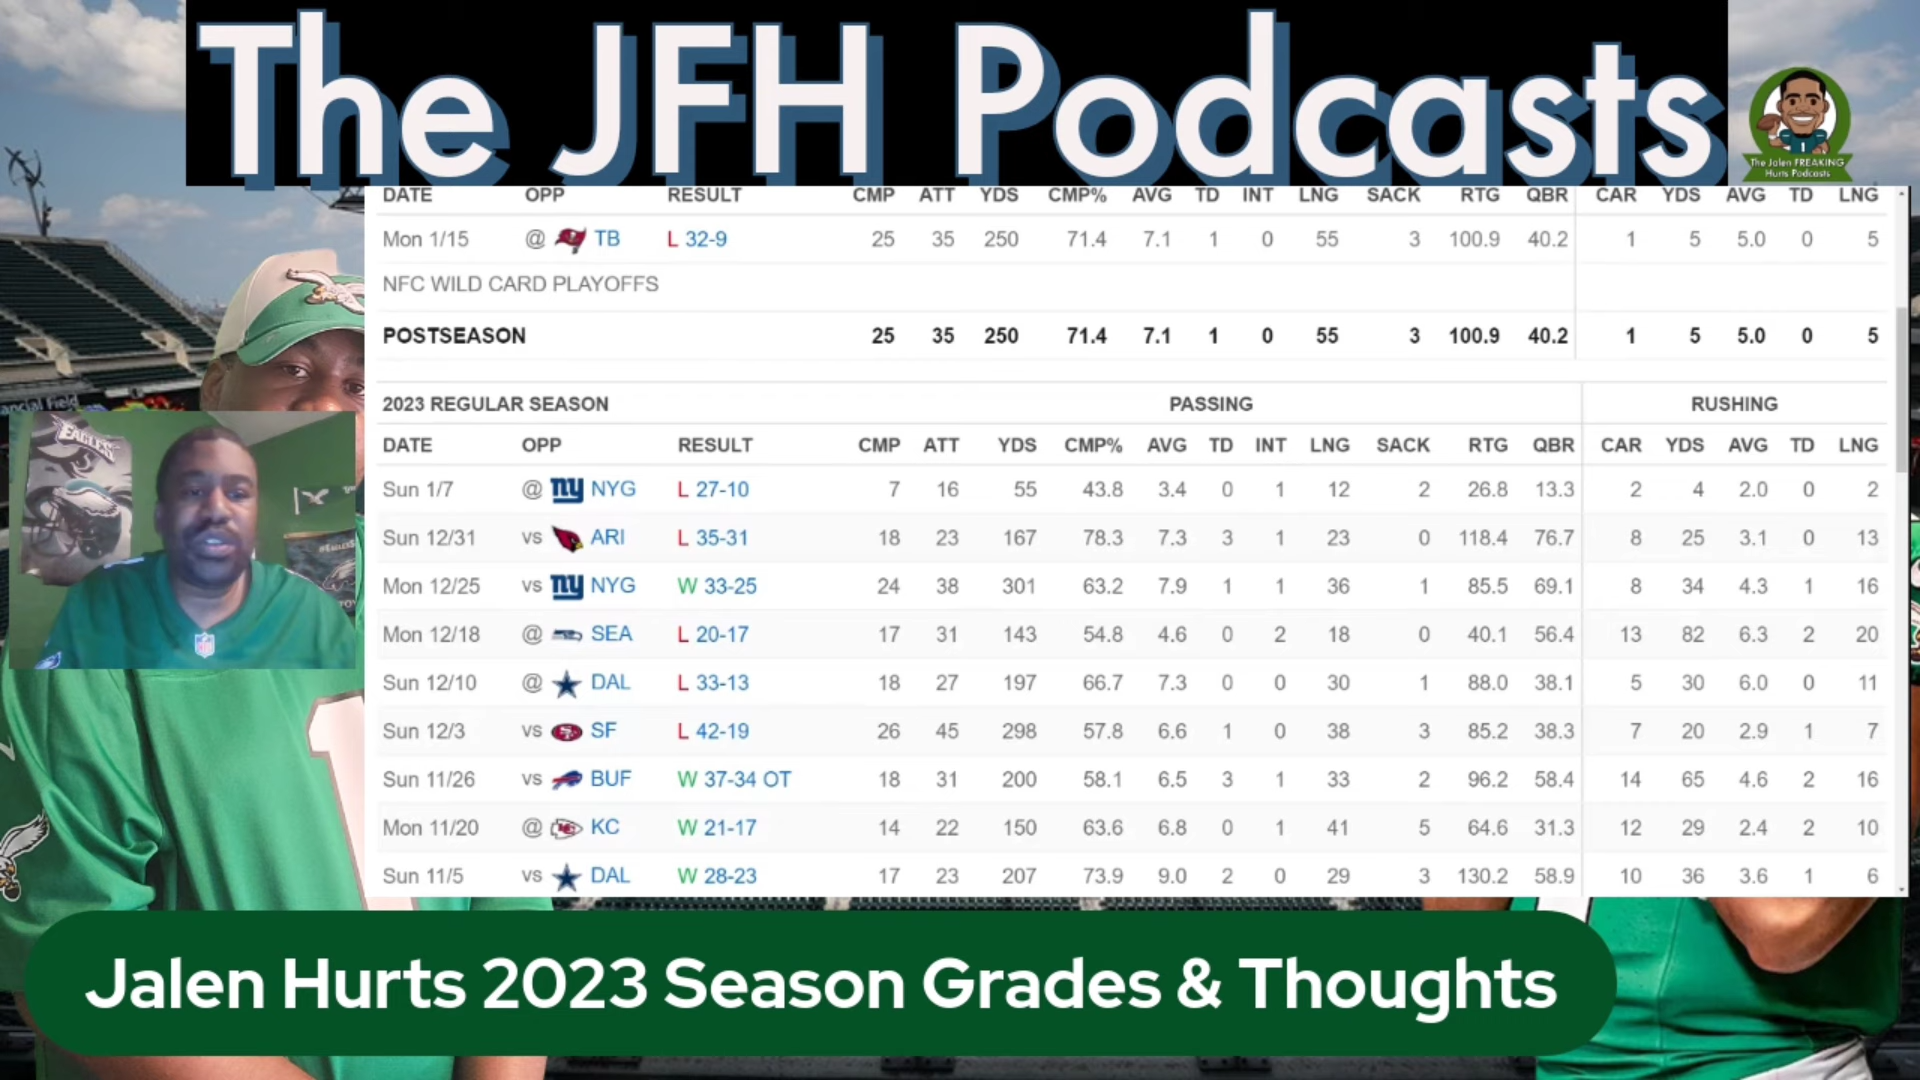 The JFH Podcasts
The Jalen FREAKING
Hurts Podcasts
DATE OPP RESULT CMP ATT YDS CMP% AVG TD INT LNG SACK RTG QBR CAR YDS AVG TD LNG
Mon 1/15 @ TB L 32-9 25 35 250 71.4 7.1 1 0 55 3 100.9 40.2 1 5 5.0 0 5
NFC WILD CARD PLAYOFFS
POSTSEASON 25 35 250 71.4 7.1 1 0 55 3 100.9 40.2 1 5 5.0 0 5
2023 REGULAR SEASON PASSING RUSHING
DATE OPP RESULT CMP ATT YDS CMP% AVG TD INT LNG SACK RTG QBR CAR YDS AVG TD LNG
Sun 1/7 @ ny NYG L 27-10 7 16 55 43.8 3.4 0 1 12 2 26.8 13.3 2 4 2.0 0 2
Sun 12/31 vs ARI L 35-31 18 23 167 78.3 7.3 3 1 23 0 118.4 76.7 8 25 3.1 0 13
Mon 12/25 vs ny NYG W 33-25 24 38 301 63.2 7.9 1 1 36 1 85.5 69.1 8 34 4.3 1 16
Mon 12/18 @ SEA L 20-17 17 31 143 54.8 4.6 0 2 18 0 40.1 56.4 13 82 6.3 2 20
Sun 12/10 @ DAL L 33-13 18 27 197 66.7 7.3 0 0 30 1 88.0 38.1 5 30 6.0 0 11
Sun 12/3 vs SF L 42-19 26 45 298 57.8 6.6 1 0 38 3 85.2 38.3 7 20 2.9 1 7
Sun 11/26 vs BUF W 37-34 OT 18 31 200 58.1 6.5 3 1 33 2 96.2 58.4 14 65 4.6 2 16
Mon 11/20 @ KC W 21-17 14 22 150 63.6 6.8 0 1 41 5 64.6 31.3 12 29 2.4 2 10
Sun 11/5 vs DAL W 28-23 17 23 207 73.9 9.0 2 0 29 3 130.2 58.9 10 36 3.6 1 6
EAGLES
Jalen Hurts 2023 Season Grades & Thoughts